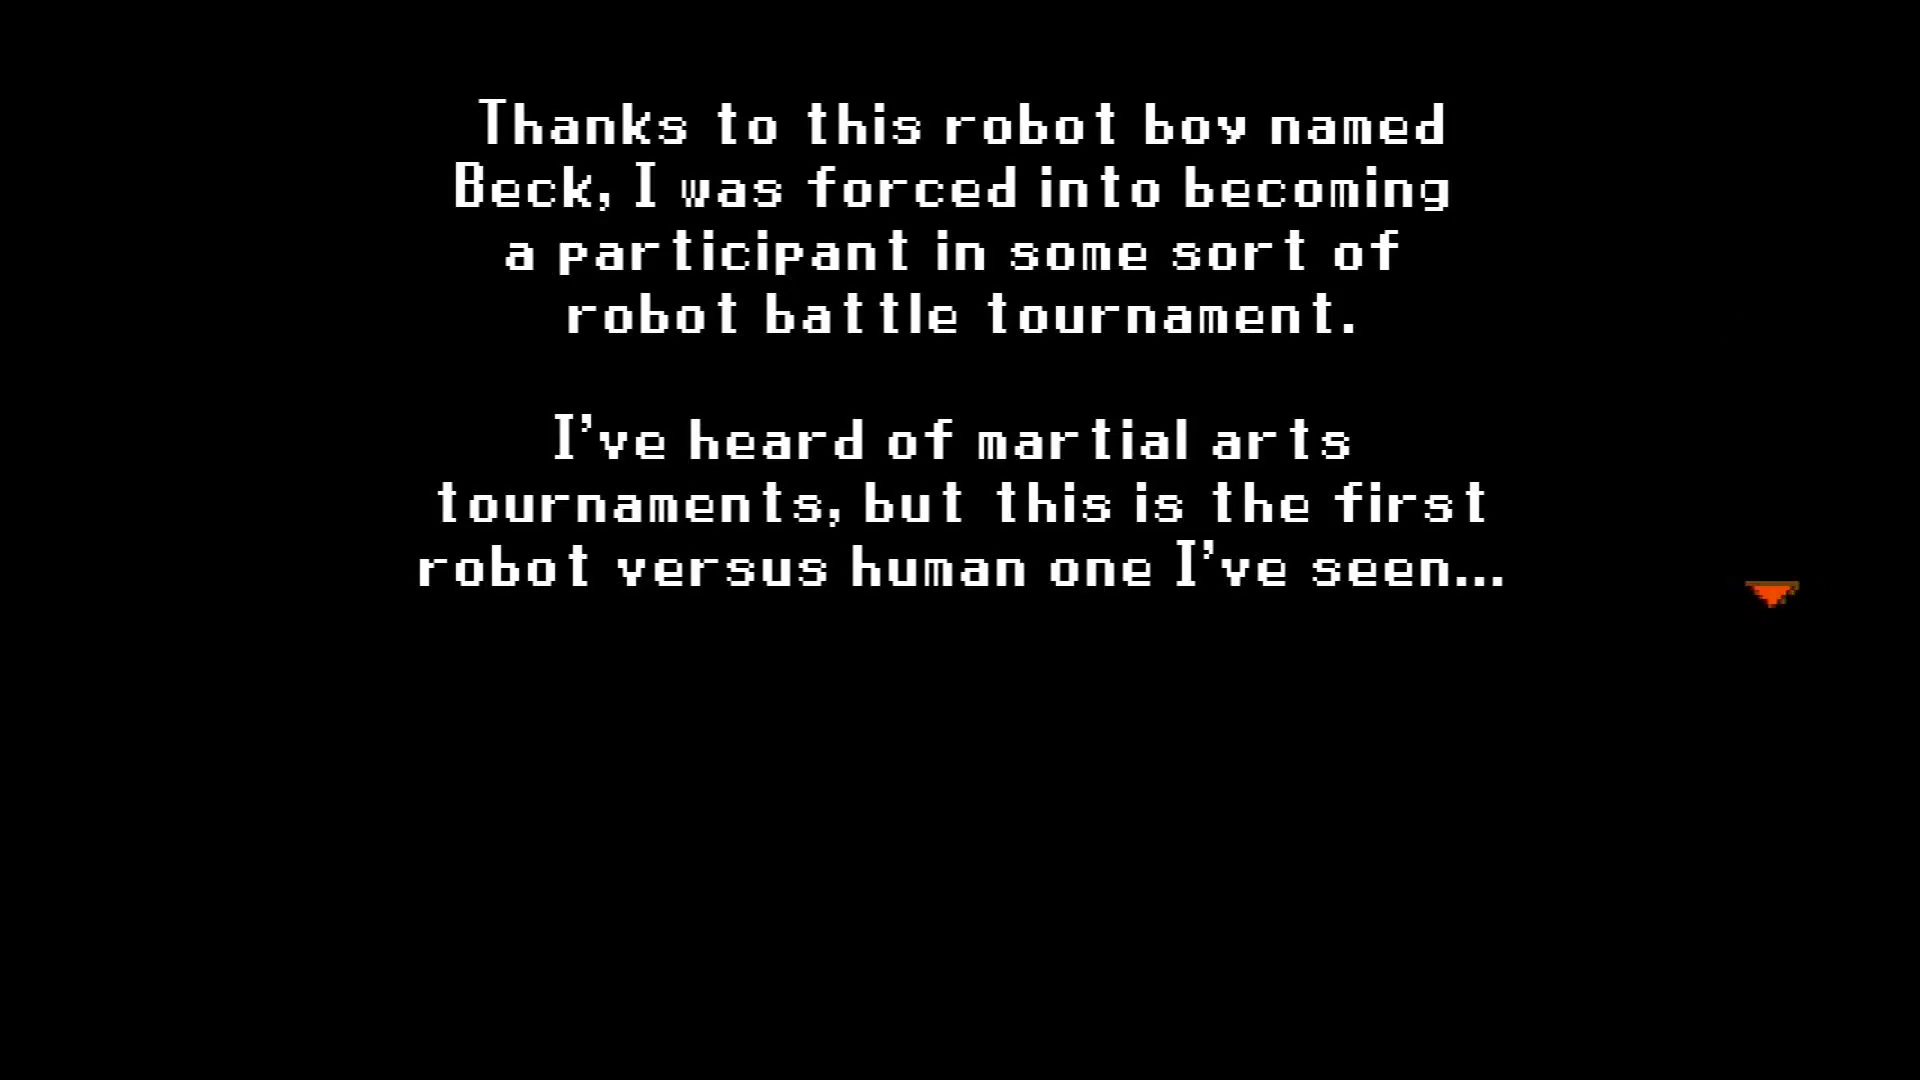 Thanks to this robot boy named
Beck, I was forced into becoming
a participant in some sort of
robot battle tournament.
I've heard of martial arts
tournaments, but this is the first
robot versus human one I've seen...